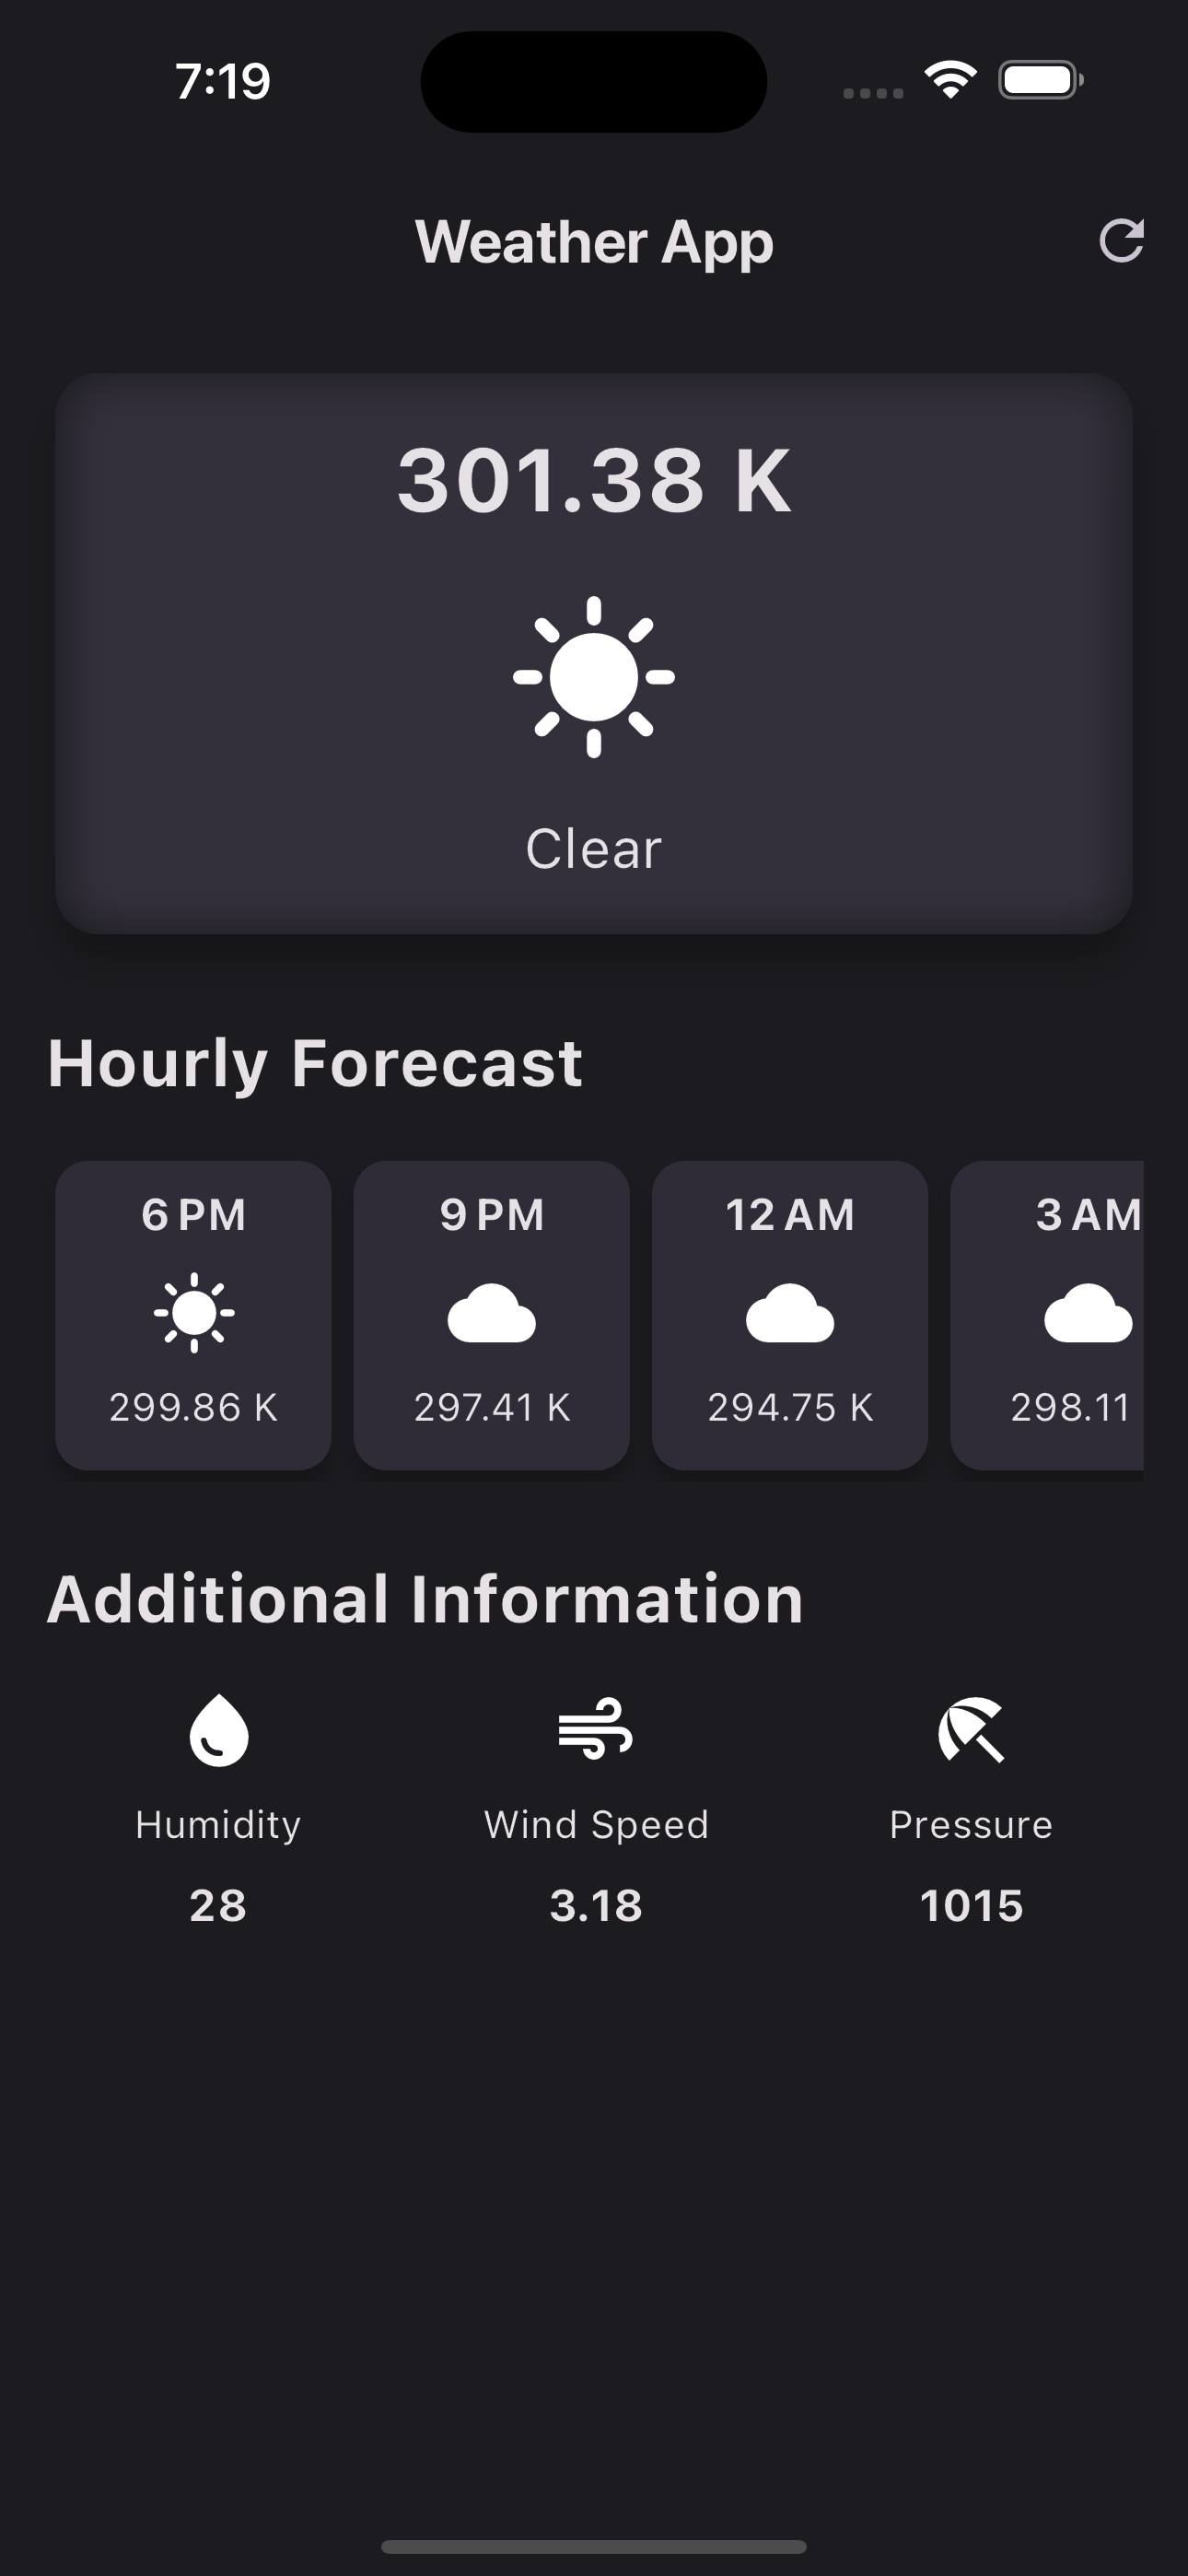 7:19
Weather App
301.38 K
Clear
Hourly Forecast
6 PM 9 PM 12 AM 3 AM
299.86 K 297.41 K 294.75 K 298.11
Additional Information
Humidity Wind Speed Pressure
28 3.18 1015